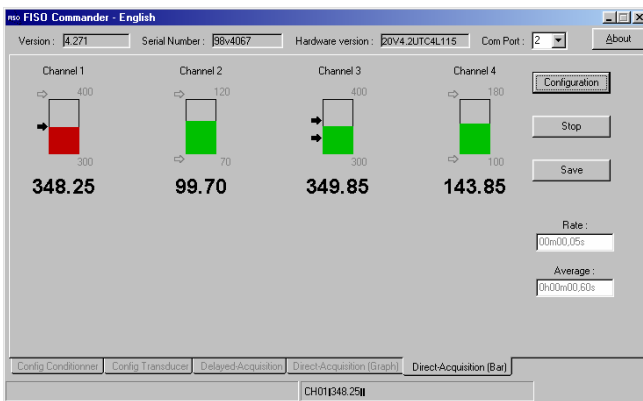 FISO FISO Commander - English
Version : 4.271 Serial Number : 98v4067 Hardware version : 20V4.2UTC4L115 Com Port : 2 About
Channel 1 Channel 2 Channel 3 Channel 4
400 120 400 180
300 70 300 100
348.25 99.70 349.85 143.85
Configuration
Stop
Save
Rate :
00m00,05s
Average :
0h00m00,60s
Config Conditionner Config Transducer Delayed-Acquisition Direct-Acquisition (Graph) Direct-Acquisition (Bar)
CH01|348.25||